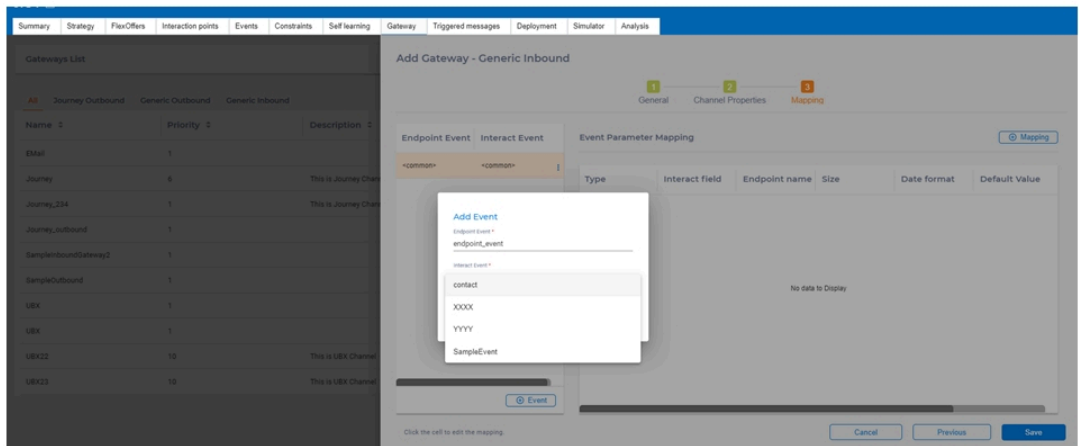 Summary Strategy FlexOffers Interaction points Events Constraints Self learning Gateway Triggered messages Deployment Simulator Analysis
Gateways List
All Journey Outbound Generic Outbound Generic Inbound
Name Priority Description
EMail 1
Journey 6 This is Journey Chan
Journey_234 1 This is Journey Chan
Journey_outbound 1
SampleInboundGateway2 1
SampleOutbound 1
UBX 1
UBX 1
UBX22 10 This is UBX Channel
UBX23 10 This is UBX Channel
Add Gateway - Generic Inbound
1 2 3
General Channel Properties Mapping
Endpoint Event Interact Event
<common> <common>
Event Parameter Mapping
Mapping
Type Interact field Endpoint name Size Date format Default Value
No data to Display
Add Event
Endpoint Event *
endpoint_event
Interact Event *
contact
XXXX
YYYY
SampleEvent
Event
Click the cell to edit the mapping.
Cancel Previous Save